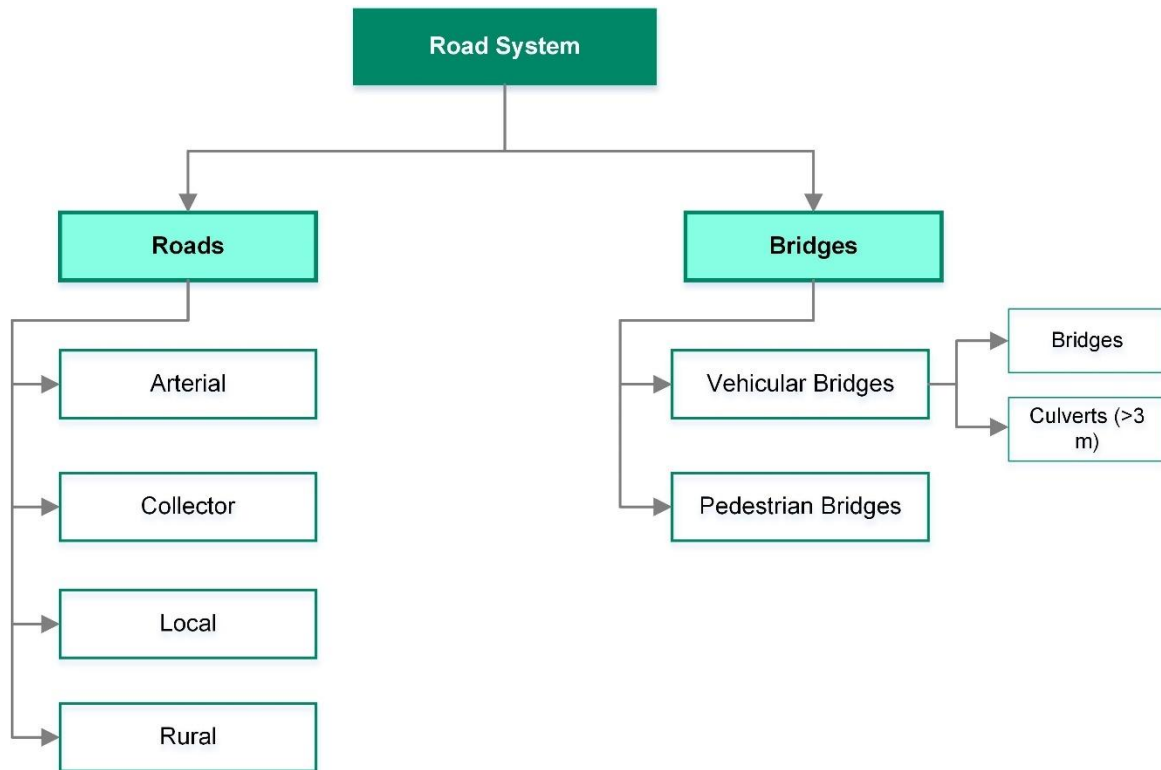 Road System
Roads
Bridges
Arterial
Collector
Local
Rural
Vehicular Bridges
Pedestrian Bridges
Bridges
Culverts (>3
m)